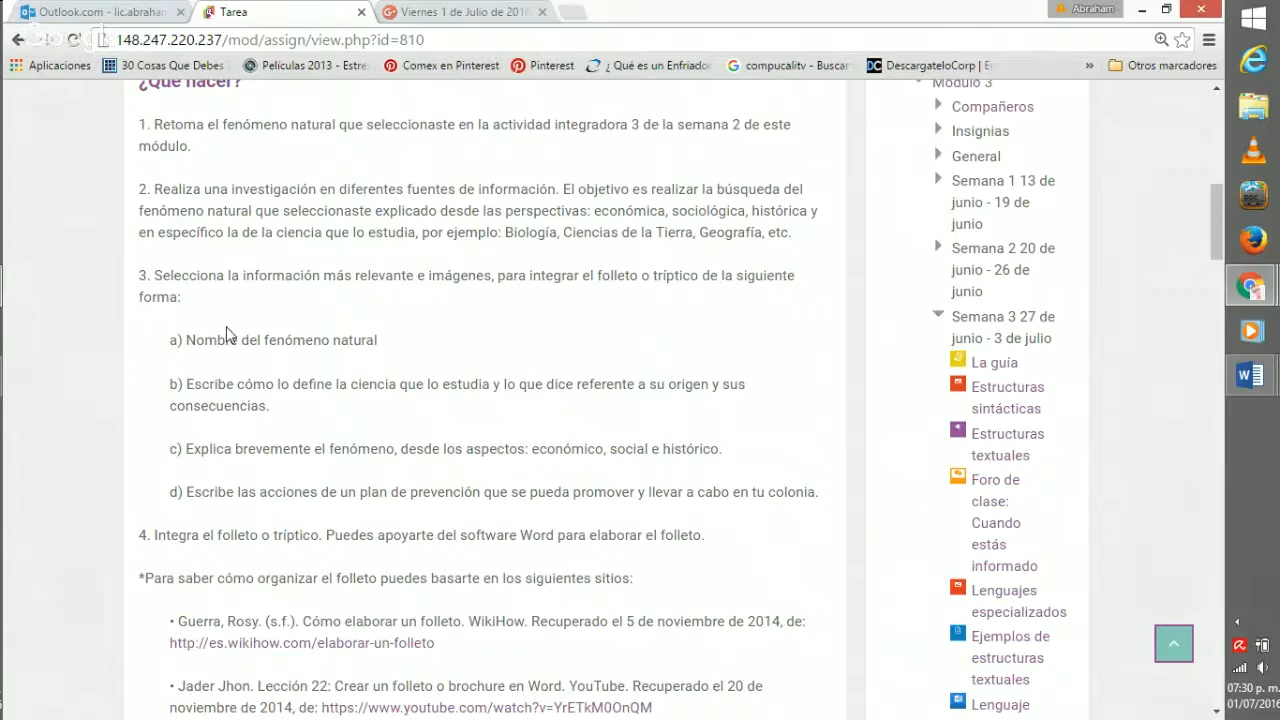 Outlook.com - lic.abraham
Tarea
Viernes 1 de Julio de 2016
Abraham
148.247.220.237/mod/assign/view.php?id=810
Aplicaciones
30 Cosas Que Debes
Películas 2013 - Estre
Comex en Pinterest
Pinterest
¿ Qué es un Enfriador
compucalitv - Buscar
DescargateloCorp | E
»
Otros marcadores
¿Qué hacer?
1. Retoma el fenómeno natural que seleccionaste en la actividad integradora 3 de la semana 2 de este
módulo.
2. Realiza una investigación en diferentes fuentes de información. El objetivo es realizar la búsqueda del
fenómeno natural que seleccionaste explicado desde las perspectivas: económica, sociológica, histórica y
en específico la de la ciencia que lo estudia, por ejemplo: Biología, Ciencias de la Tierra, Geografía, etc.
3. Selecciona la información más relevante e imágenes, para integrar el folleto o tríptico de la siguiente
forma:
a) Nombre del fenómeno natural
b) Escribe cómo lo define la ciencia que lo estudia y lo que dice referente a su origen y sus
consecuencias.
c) Explica brevemente el fenómeno, desde los aspectos: económico, social e histórico.
d) Escribe las acciones de un plan de prevención que se pueda promover y llevar a cabo en tu colonia.
4. Integra el folleto o tríptico. Puedes apoyarte del software Word para elaborar el folleto.
*Para saber cómo organizar el folleto puedes basarte en los siguientes sitios:
• Guerra, Rosy. (s.f.). Cómo elaborar un folleto. WikiHow. Recuperado el 5 de noviembre de 2014, de:
http://es.wikihow.com/elaborar-un-folleto
• Jader Jhon. Lección 22: Crear un folleto o brochure en Word. YouTube. Recuperado el 20 de
noviembre de 2014, de: https://www.youtube.com/watch?v=YrETkM0OnQM
Módulo 3
Compañeros
Insignias
General
Semana 1 13 de
junio - 19 de
junio
Semana 2 20 de
junio - 26 de
junio
Semana 3 27 de
junio - 3 de julio
La guía
Estructuras
sintácticas
Estructuras
textuales
Foro de
clase:
Cuando
estás
informado
Lenguajes
especializados
Ejemplos de
estructuras
textuales
Lenguaje
07:30 p. m.
01/07/2016